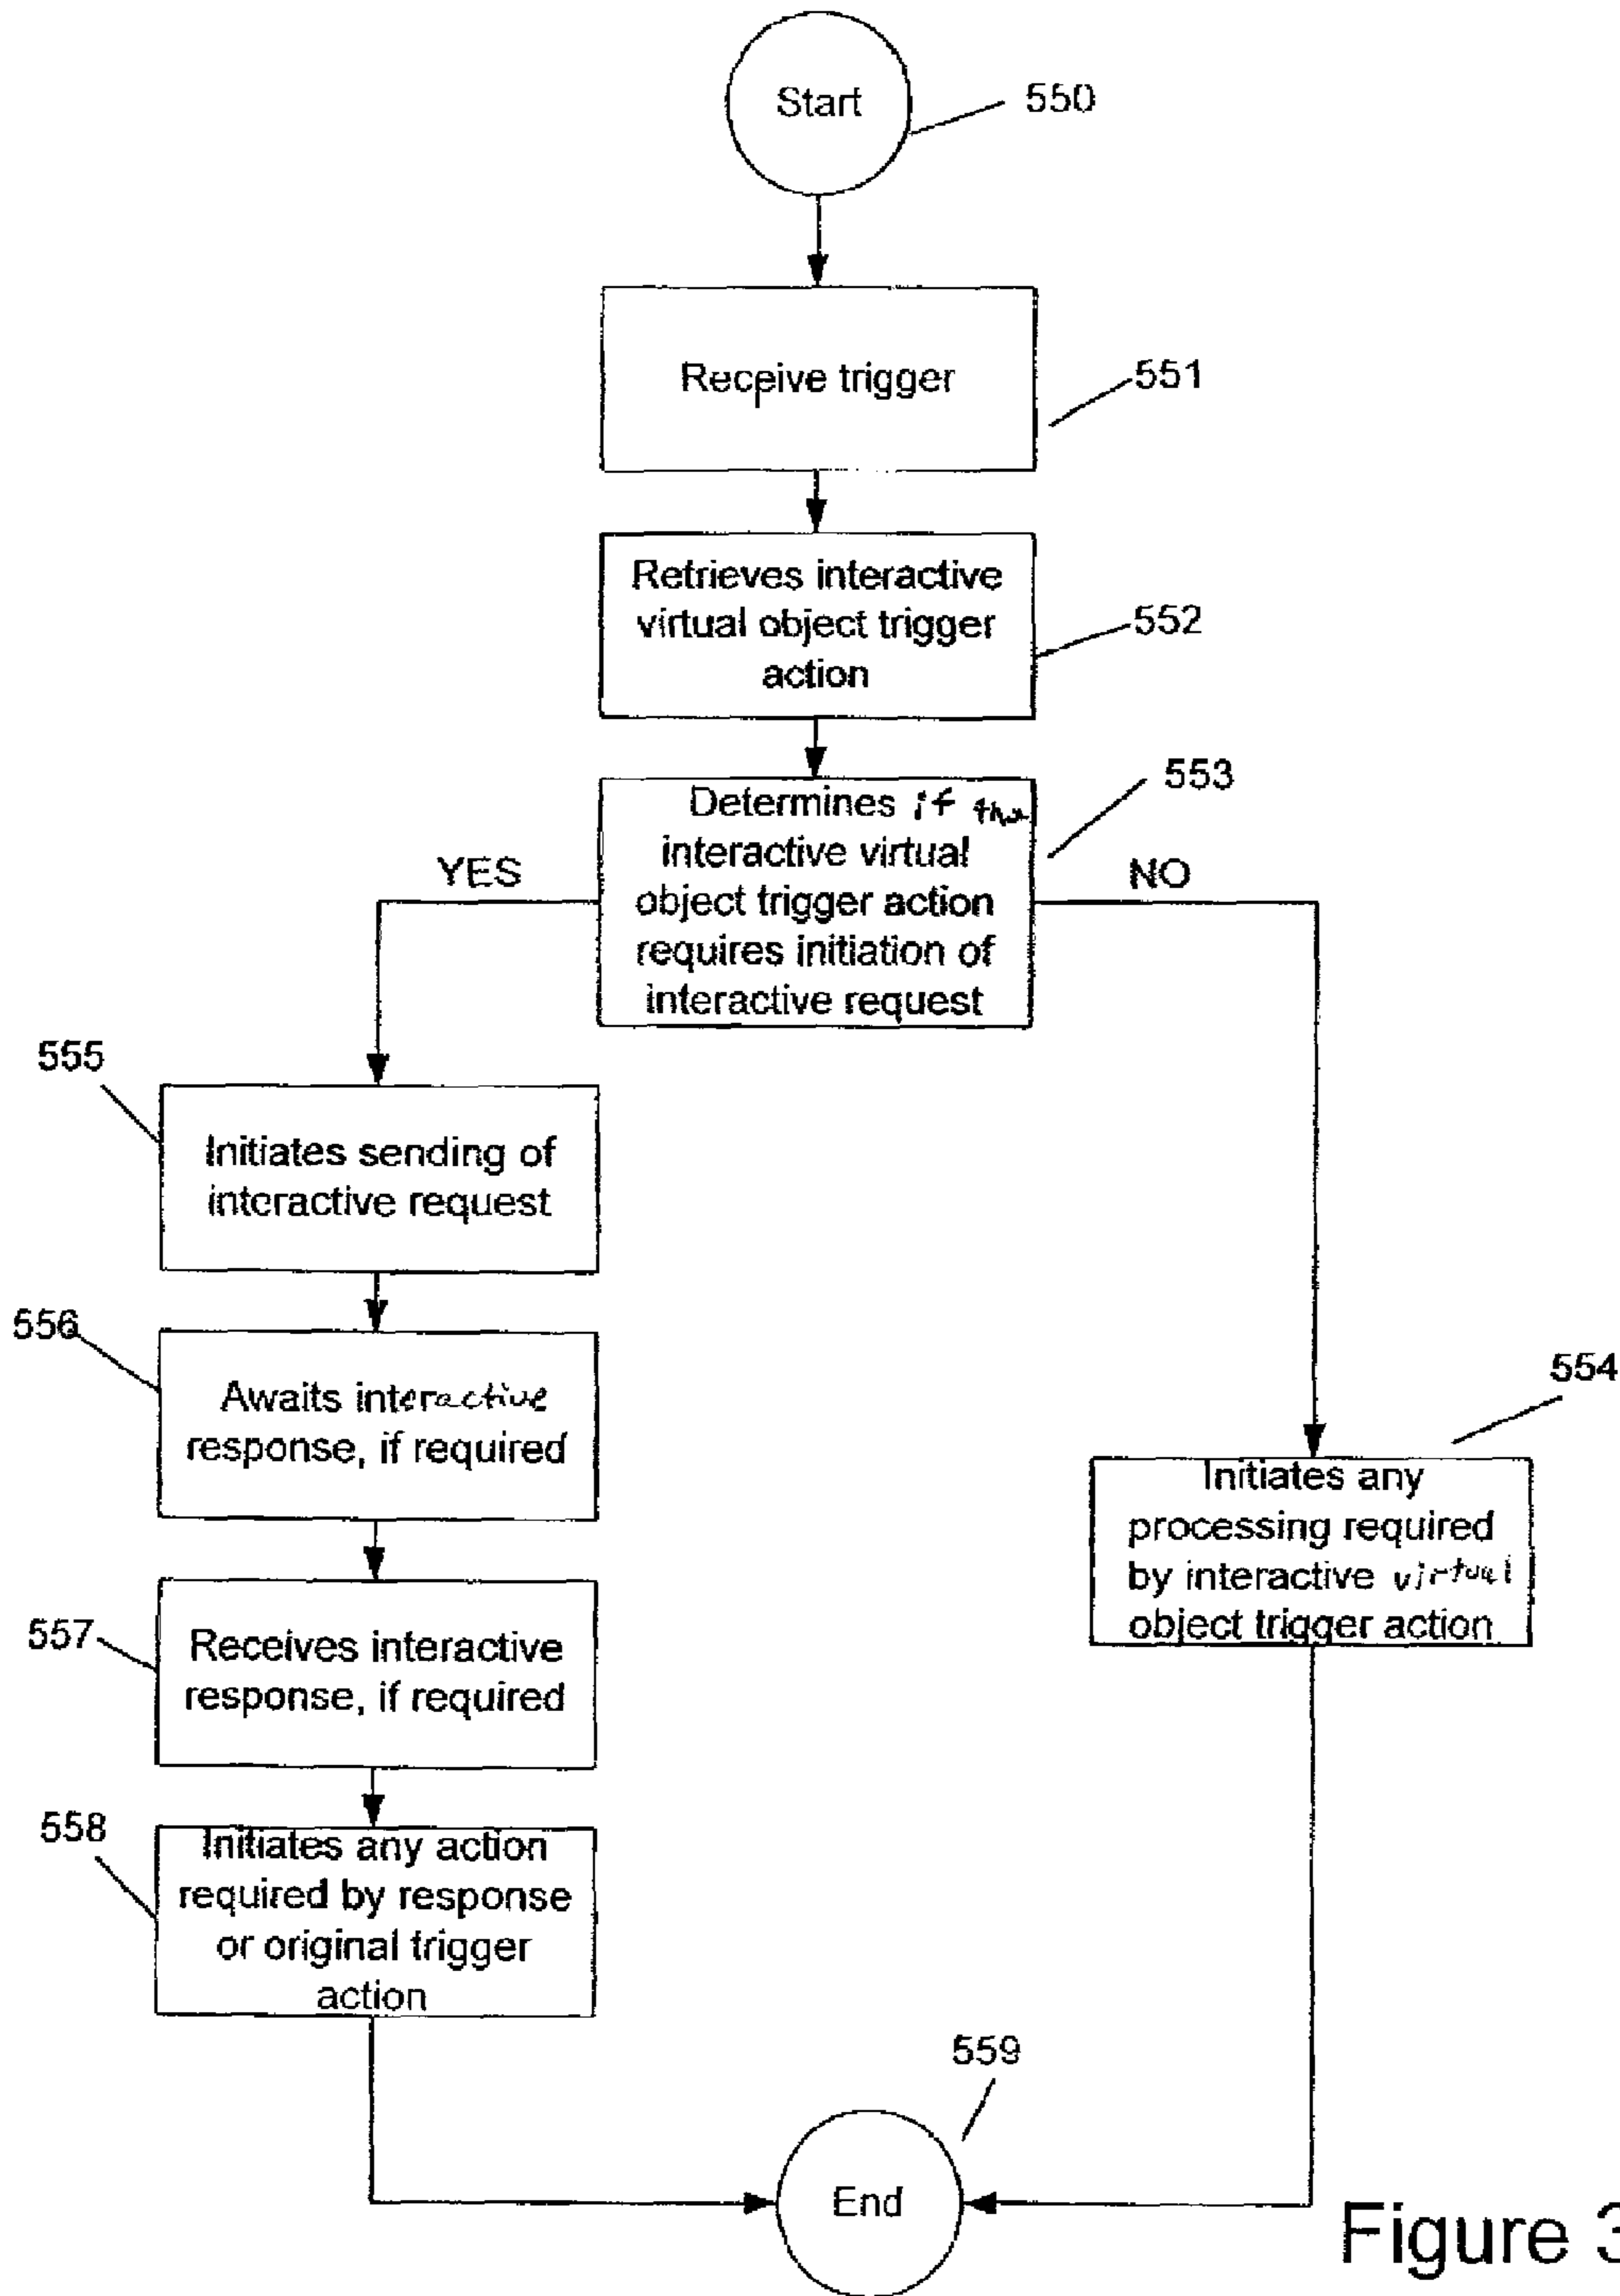 Start
550
Receive trigger
551
Retrieves interactive
virtual object trigger
action
552
Determines if the
interactive virtual
object trigger action
requires initiation of
interactive request
553
YES
NO
555
Initiates sending of
interactive request
556
Awaits interactive
response, if required
554
Initiates any
processing required
by interactive virtual
object trigger action
557
Receives interactive
response, if required
558
Initiates any action
required by response
or original trigger
action
559
End
Figure 3